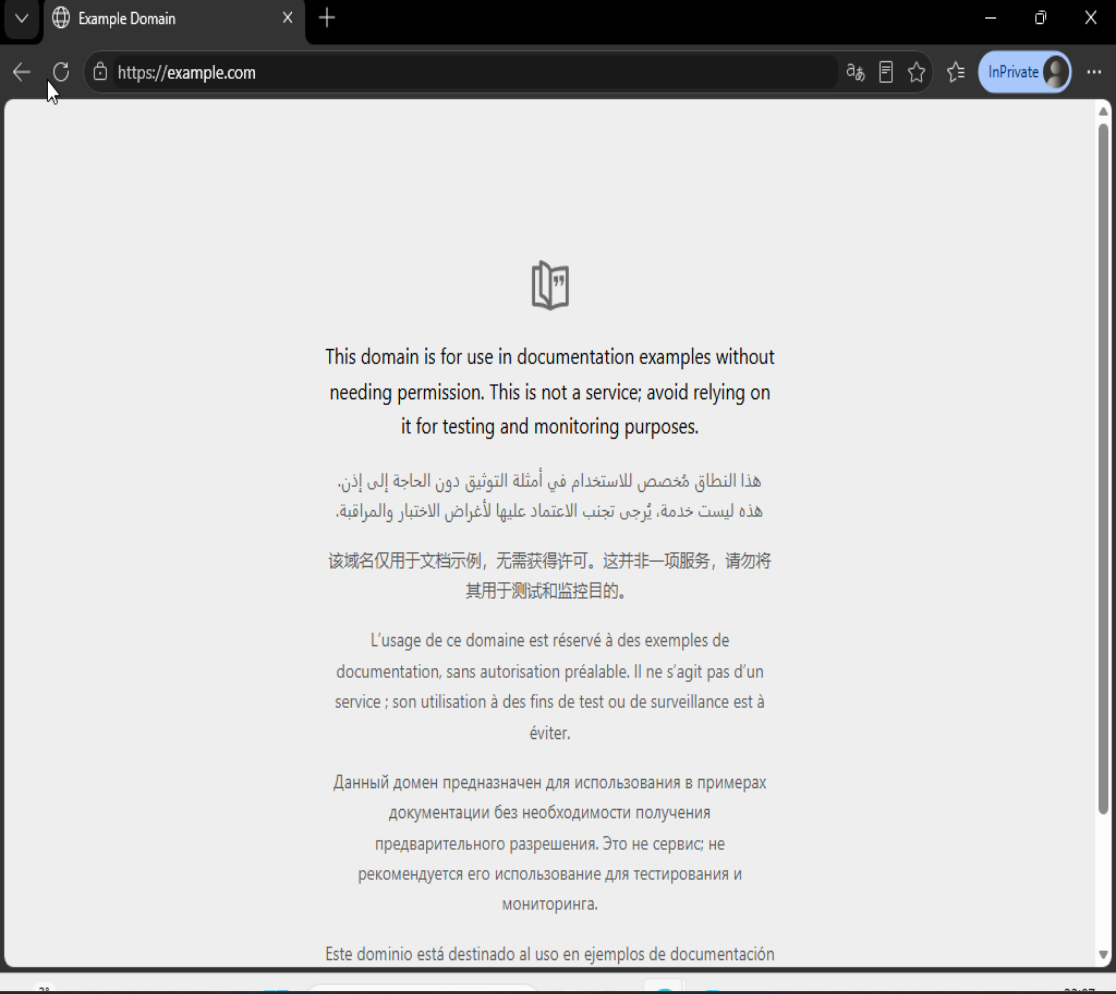 Example Domain
https://example.com
InPrivate
This domain is for use in documentation examples without
needing permission. This is not a service; avoid relying on
it for testing and monitoring purposes.
هذا النطاق مُخصص للاستخدام في أمثلة التوثيق دون الحاجة إلى إذن.
هذه ليست خدمة، يُرجى تجنب الاعتماد عليها لأغراض الاختبار والمراقبة.
该域名仅用于文档示例，无需获得许可。这并非一项服务，请勿将
其用于测试和监控目的。
L’usage de ce domaine est réservé à des exemples de
documentation, sans autorisation préalable. Il ne s’agit pas d’un
service ; son utilisation à des fins de test ou de surveillance est à
éviter.
Данный домен предназначен для использования в примерах
документации без необходимости получения
предварительного разрешения. Это не сервис; не
рекомендуется его использование для тестирования и
мониторинга.
Este dominio está destinado al uso en ejemplos de documentación